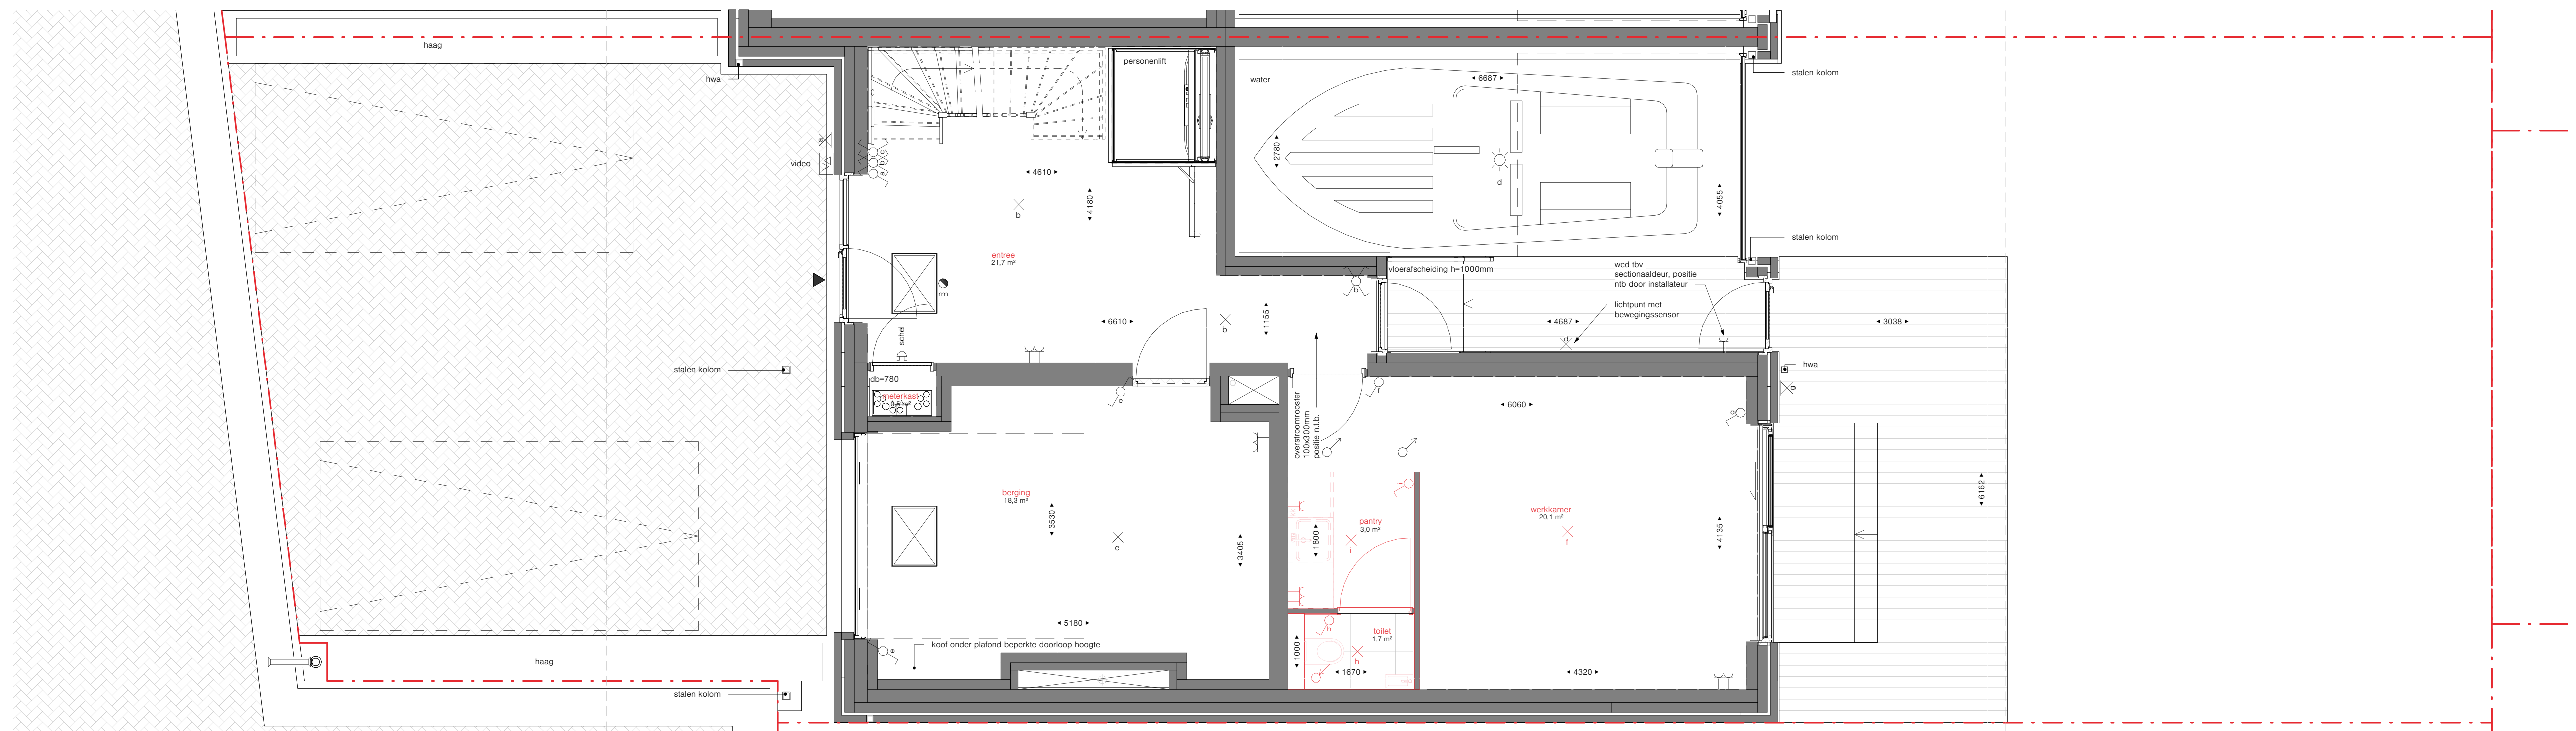 haag
hwa
personenlift
water
6687
stalen kolom
video
a
c
b
a
4610
4180
b
2780
d
4055
stalen kolom
entree
21,7 m²
rm
vloerafscheiding h=1000mm
wcd tbv
sectionaaldeur, positie
ntb door installateur
lichtpunt met
bewegingssensor
b
6610
b
1155
4687
d
3038
schel
stalen kolom
db-780
meterkast
e
f
hwa
g
overstroomrooster
100x300mm
positie n.t.b.
6060
g
berging
18,3 m²
3530
e
3405
i
pantry
3,0 m²
1800
i
werkkamer
20,1 m²
f
4135
6162
5180
koof onder plafond beperkte doorloop hoogte
e
h
toilet
1,7 m²
1000
h
1670
4320
haag
stalen kolom